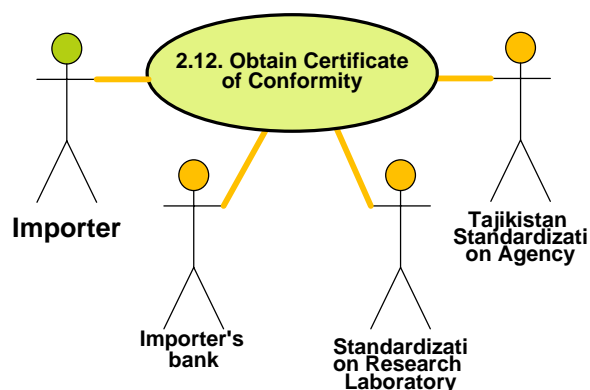 2.12. Obtain Certificate
of Conformity
Importer
Tajikistan
Standardizati
on Agency
Importer's
bank
Standardizati
on Research
Laboratory